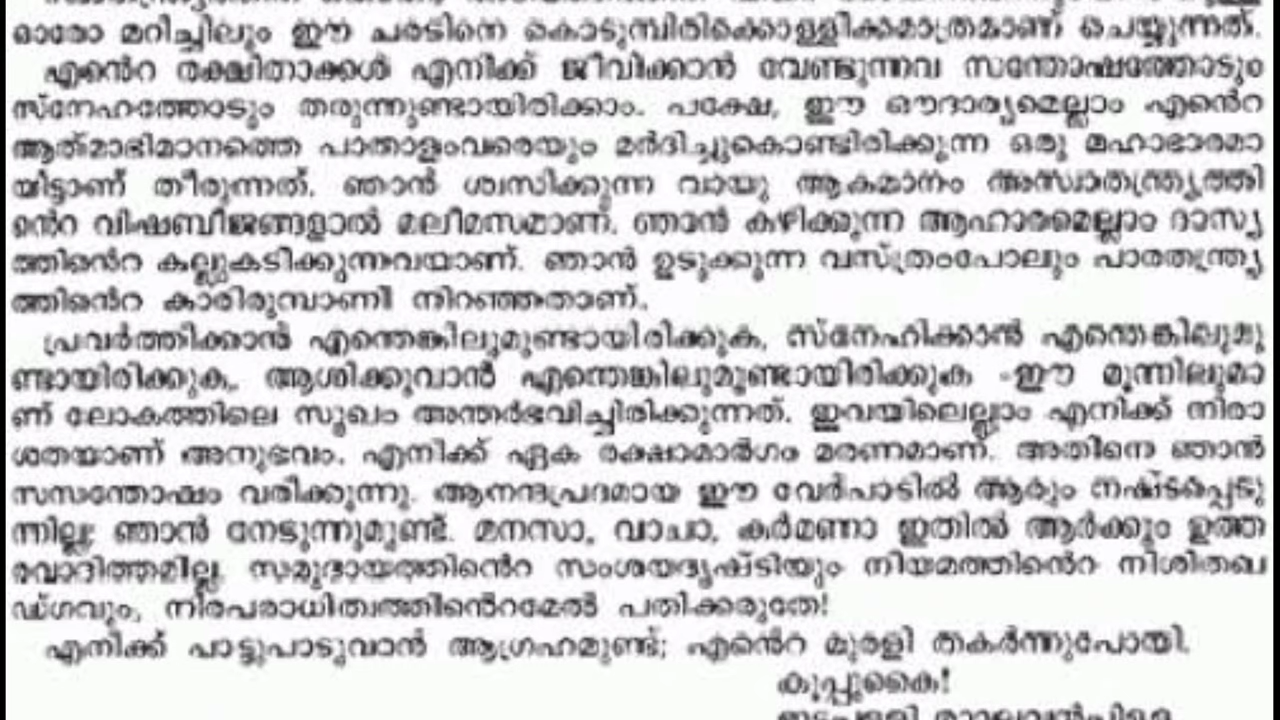 ഓരോ മറിച്ചിലും ഈ ചരടിനെ കൊടുമ്പിരിക്കൊള്ളിക്കമാത്രമാണ് ചെയ്യുന്നത്.
എൻെറ രക്ഷിതാക്കൾ എനിക്ക് ജീവിക്കാൻ വേണ്ടുന്നവ സന്തോഷത്തോടും
സ്നേഹത്തോടും തരുന്നുണ്ടായിരിക്കാം. പക്ഷേ, ഈ ഔദാര്യമെല്ലാം എൻെറ
ആത്മാഭിമാനത്തെ പാതാളംവരെയും മർദിച്ചുകൊണ്ടിരിക്കുന്ന ഒരു മഹാഭാരമാ
യിട്ടാണ് തീരുന്നത്. ഞാൻ ശ്വസിക്കുന്ന വായു ആകമാനം അസ്വാതന്ത്ര്യത്തി
ൻെറ വിഷബീജങ്ങളാൽ മലീമസമാണ്. ഞാൻ കഴിക്കുന്ന ആഹാരമെല്ലാം ദാസ്യ
ത്തിൻെറ കല്ലുകടിക്കുന്നവയാണ്. ഞാൻ ഉടുക്കുന്ന വസ്ത്രംപോലും പാരതന്ത്ര്യ
ത്തിൻെറ കാരിരുമ്പാണി നിറഞ്ഞതാണ്.
പ്രവർത്തിക്കാൻ എന്തെങ്കിലുമുണ്ടായിരിക്കുക, സ്നേഹിക്കാൻ എന്തെങ്കിലുമു
ണ്ടായിരിക്കുക, ആശിക്കുവാൻ എന്തെങ്കിലുമുണ്ടായിരിക്കുക -ഈ മൂന്നിലുമാ
ണ് ലോകത്തിലെ സുഖം അന്തർഭവിച്ചിരിക്കുന്നത്. ഇവയിലെല്ലാം എനിക്ക് നിരാ
ശതയാണ് അനുഭവം. എനിക്ക് ഏക രക്ഷാമാർഗം മരണമാണ്. അതിനെ ഞാൻ
സസന്തോഷം വരിക്കുന്നു. ആനന്ദപ്രദമായ ഈ വേർപാടിൽ ആരും നഷ്ടപ്പെടു
ന്നില്ല; ഞാൻ നേടുന്നുമുണ്ട്. മനസാ, വാചാ, കർമണാ ഇതിൽ ആർക്കും ഉത്ത
രവാദിത്തമില്ല. സമുദായത്തിൻെറ സംശയദൃഷ്ടിയും നിയമത്തിൻെറ നിശിതഖ
ഡ്ഗവും, നിരപരാധിത്വത്തിൻെറമേൽ പതിക്കരുതേ!
എനിക്ക് പാട്ടുപാടുവാൻ ആഗ്രഹമുണ്ട്; എൻെറ മുരളി തകർന്നുപോയി.
കൂപ്പുകൈ!